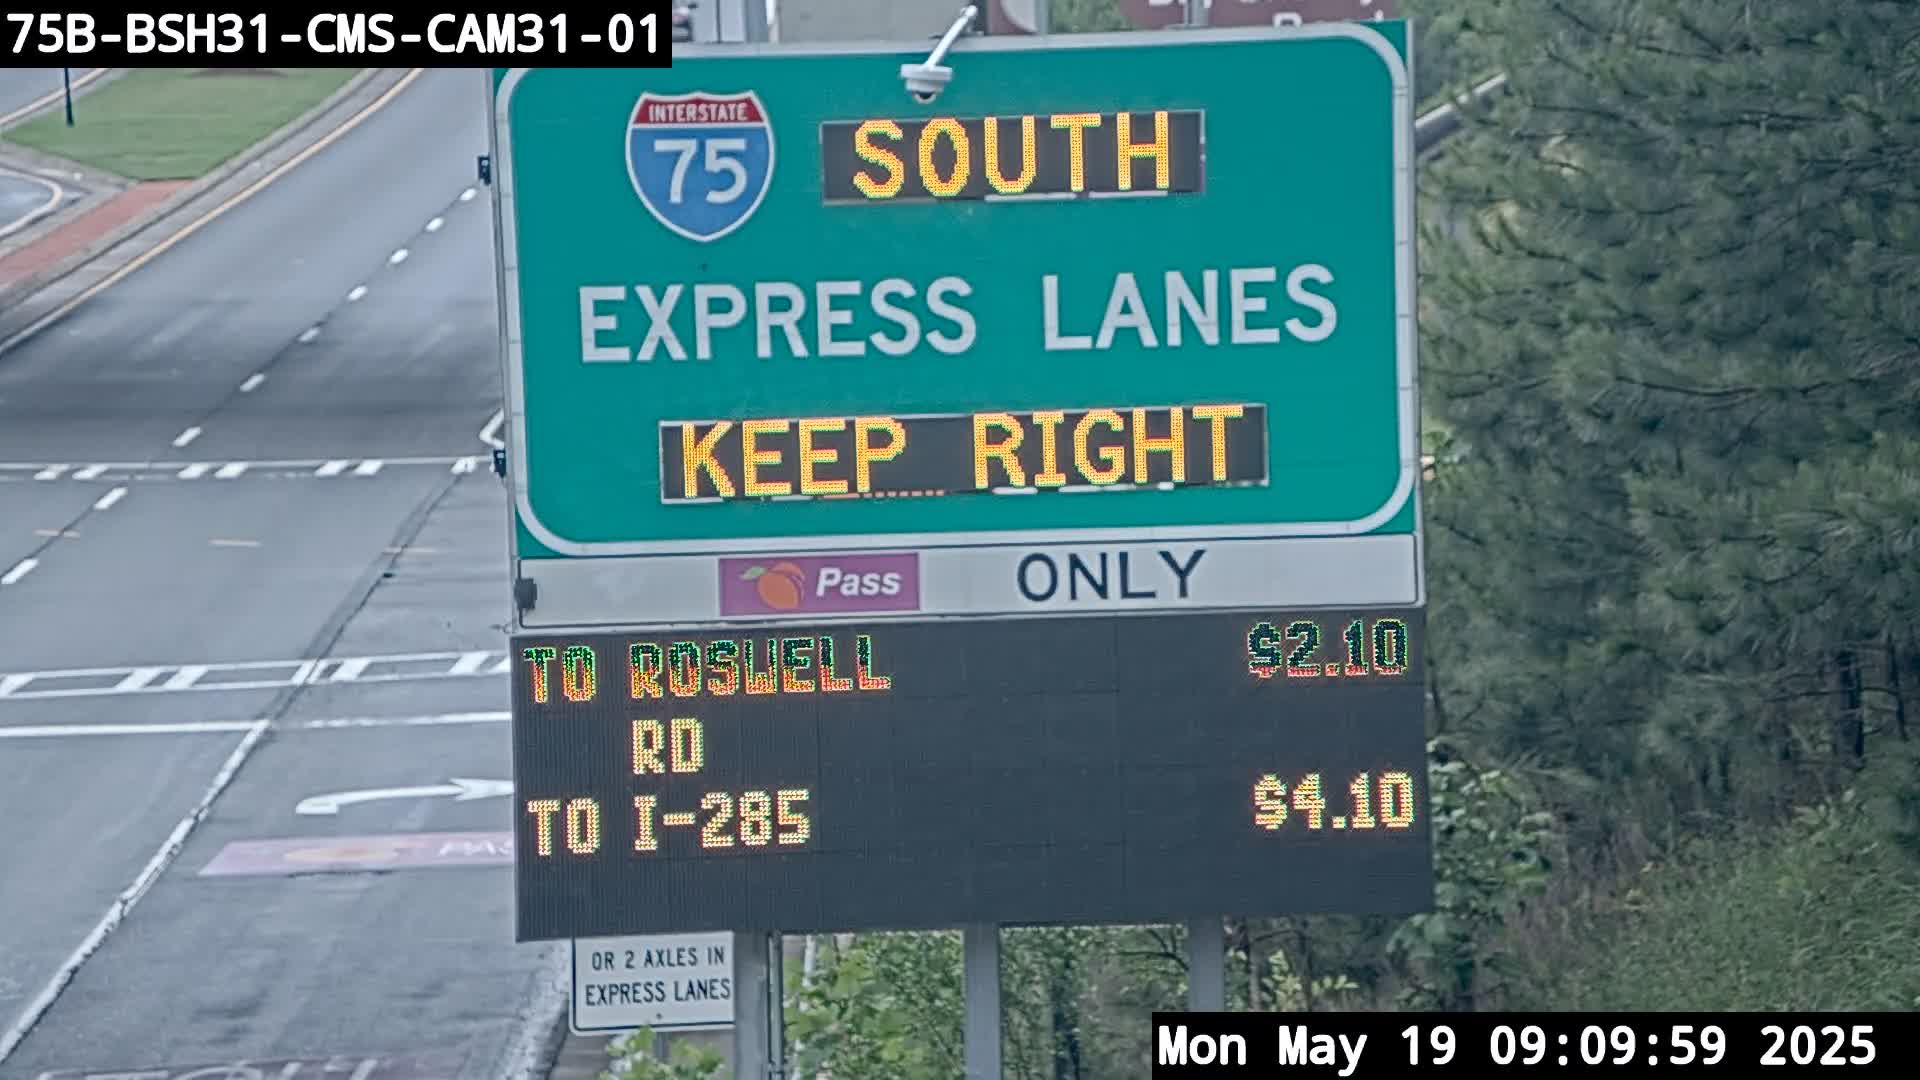 75B-BSH31-CMS-CAM31-01
INTERSTATE
75
SOUTH
EXPRESS LANES
KEEP RIGHT
Pass ONLY
TO ROSWELL $2.10
RD
TO I-285 $4.10
OR 2 AXLES IN
EXPRESS LANES
Mon May 19 09:09:59 2025